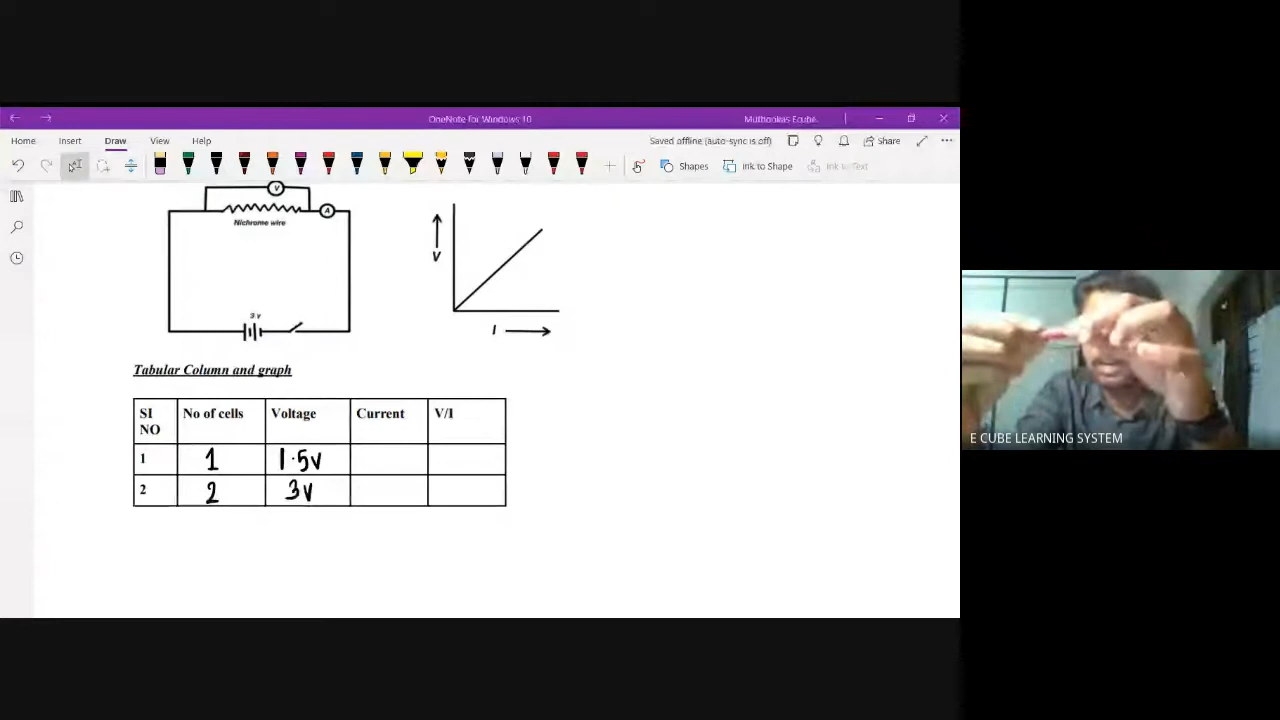 OneNote for Windows 10
Muthookas Ecube.
Home Insert Draw View Help
Saved offline (auto-sync is off)
Share
Shapes
Ink to Shape
Ink to Text
V
A
Nichrome wire
3 v
V
I
Tabular Column and graph
SI NO No of cells Voltage Current V/I
1 1 1.5v
2 2 3v
E CUBE LEARNING SYSTEM